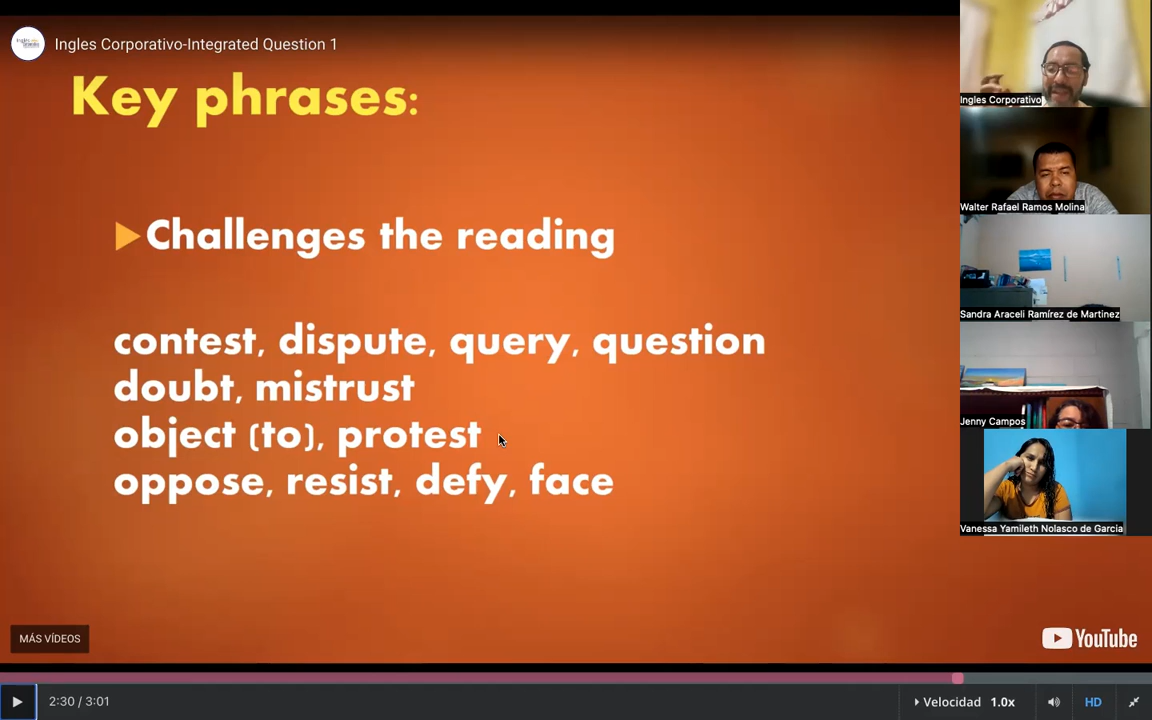 Ingles Corporativo-Integrated Question 1
Key phrases:
Challenges the reading
contest, dispute, query, question
doubt, mistrust
object (to), protest
oppose, resist, defy, face
MÁS VÍDEOS
YouTube
2:30 / 3:01
Velocidad 1.0x
HD
Ingles Corporativo
Walter Rafael Ramos Molina
Sandra Araceli Ramírez de Martinez
Jenny Campos
Vanessa Yamileth Nolasco de Garcia